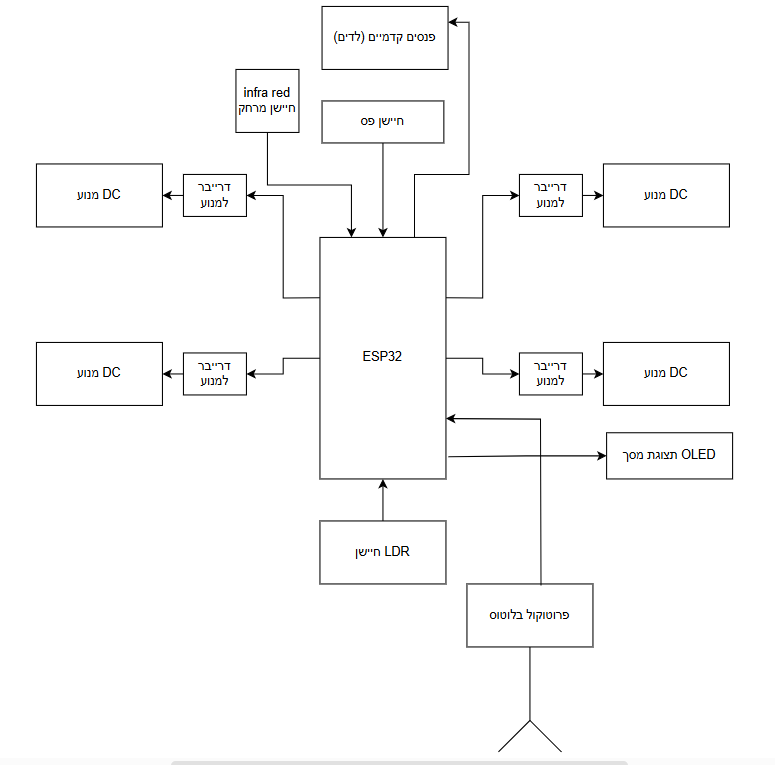 פנסים קדמיים (לדים)
infra red
חיישן מרחק
חיישן פס
מנוע DC
דרייבר
למנוע
דרייבר
למנוע
מנוע DC
ESP32
מנוע DC
דרייבר
למנוע
דרייבר
למנוע
מנוע DC
תצוגת מסך OLED
חיישן LDR
פרוטוקול בלוטוס